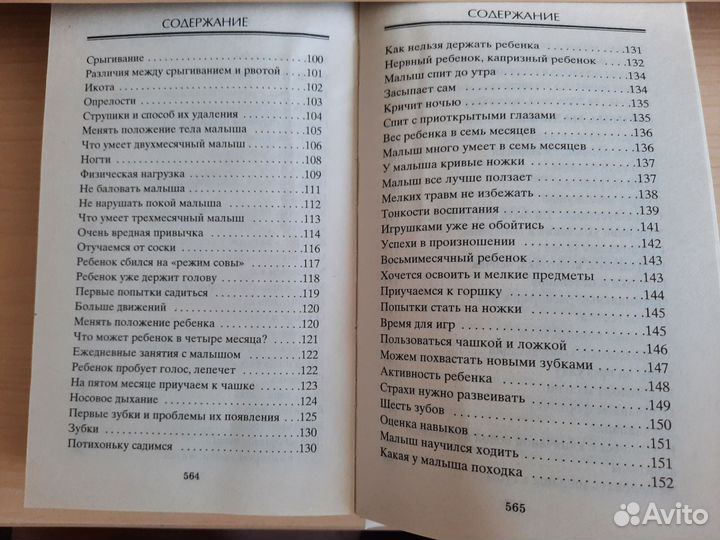 СОДЕРЖАНИЕ
Срыгивание . . . . . . . . . . . . . . . . . . . . . . . . . .100
Различия между срыгиванием и рвотой . . . .101
Икота . . . . . . . . . . . . . . . . . . . . . . . . . . . . . . .102
Опрелости . . . . . . . . . . . . . . . . . . . . . . . . . . .103
Струпики и способ их удаления . . . . . . . . . .104
Менять положение тела малыша . . . . . . . . .105
Что умеет двухмесячный малыш . . . . . . . . .106
Ногти . . . . . . . . . . . . . . . . . . . . . . . . . . . . . . .108
Физическая нагрузка . . . . . . . . . . . . . . . . . .109
Не баловать малыша . . . . . . . . . . . . . . . . . .111
Не нарушать покой малыша . . . . . . . . . . . .112
Что умеет трехмесячный малыш . . . . . . . . .113
Очень вредная привычка . . . . . . . . . . . . . . .114
Отучаемся от соски . . . . . . . . . . . . . . . . . . .116
Ребенок сбился на «режим совы» . . . . . . . . .117
Ребенок уже держит голову . . . . . . . . . . . . .118
Первые попытки садиться . . . . . . . . . . . . . .119
Больше движений . . . . . . . . . . . . . . . . . . . .120
Менять положение ребенка . . . . . . . . . . . . .120
Что может ребенок в четыре месяца? . . . . . .121
Ежедневные занятия с малышом . . . . . . . . .122
Ребенок пробует голос, лепечет . . . . . . . . . .122
На пятом месяце приучаем к чашке . . . . . . .123
Носовое дыхание . . . . . . . . . . . . . . . . . . . . .124
Первые зубки и проблемы их появления . . . .125
Зубки . . . . . . . . . . . . . . . . . . . . . . . . . . . . . . .130
Потихоньку садимся . . . . . . . . . . . . . . . . . .130
564
СОДЕРЖАНИЕ
Как нельзя держать ребенка . . . . . . . . . . . .131
Нервный ребенок, капризный ребенок . . . .132
Малыш спит до утра . . . . . . . . . . . . . . . . . .134
Засыпает сам . . . . . . . . . . . . . . . . . . . . . . . .134
Кричит ночью . . . . . . . . . . . . . . . . . . . . . . .135
Спит с приоткрытыми глазами . . . . . . . . . .135
Вес ребенка в семь месяцев . . . . . . . . . . . . .136
Малыш много умеет в семь месяцев . . . . . .136
У малыша кривые ножки . . . . . . . . . . . . . .137
Малыш все лучше ползает . . . . . . . . . . . . .137
Мелких травм не избежать . . . . . . . . . . . . .138
Тонкости воспитания . . . . . . . . . . . . . . . . .139
Игрушками уже не обойтись . . . . . . . . . . . .141
Успехи в произношении . . . . . . . . . . . . . . .142
Восьмимесячный ребенок . . . . . . . . . . . . . .143
Хочется освоить и мелкие предметы . . . . . .143
Приучаемся к горшку . . . . . . . . . . . . . . . . .144
Попытки стать на ножки . . . . . . . . . . . . . . .145
Время для игр . . . . . . . . . . . . . . . . . . . . . . .145
Пользоваться чашкой и ложкой . . . . . . . . . .146
Можем похвастать новыми зубками . . . . . . .147
Активность ребенка . . . . . . . . . . . . . . . . . . .148
Страхи нужно развеивать . . . . . . . . . . . . . . .149
Шесть зубов . . . . . . . . . . . . . . . . . . . . . . . . .150
Оценка навыков . . . . . . . . . . . . . . . . . . . . . .151
Малыш научился ходить . . . . . . . . . . . . . . .151
Какая у малыша походка . . . . . . . . . . . . . . .152
565
Avito